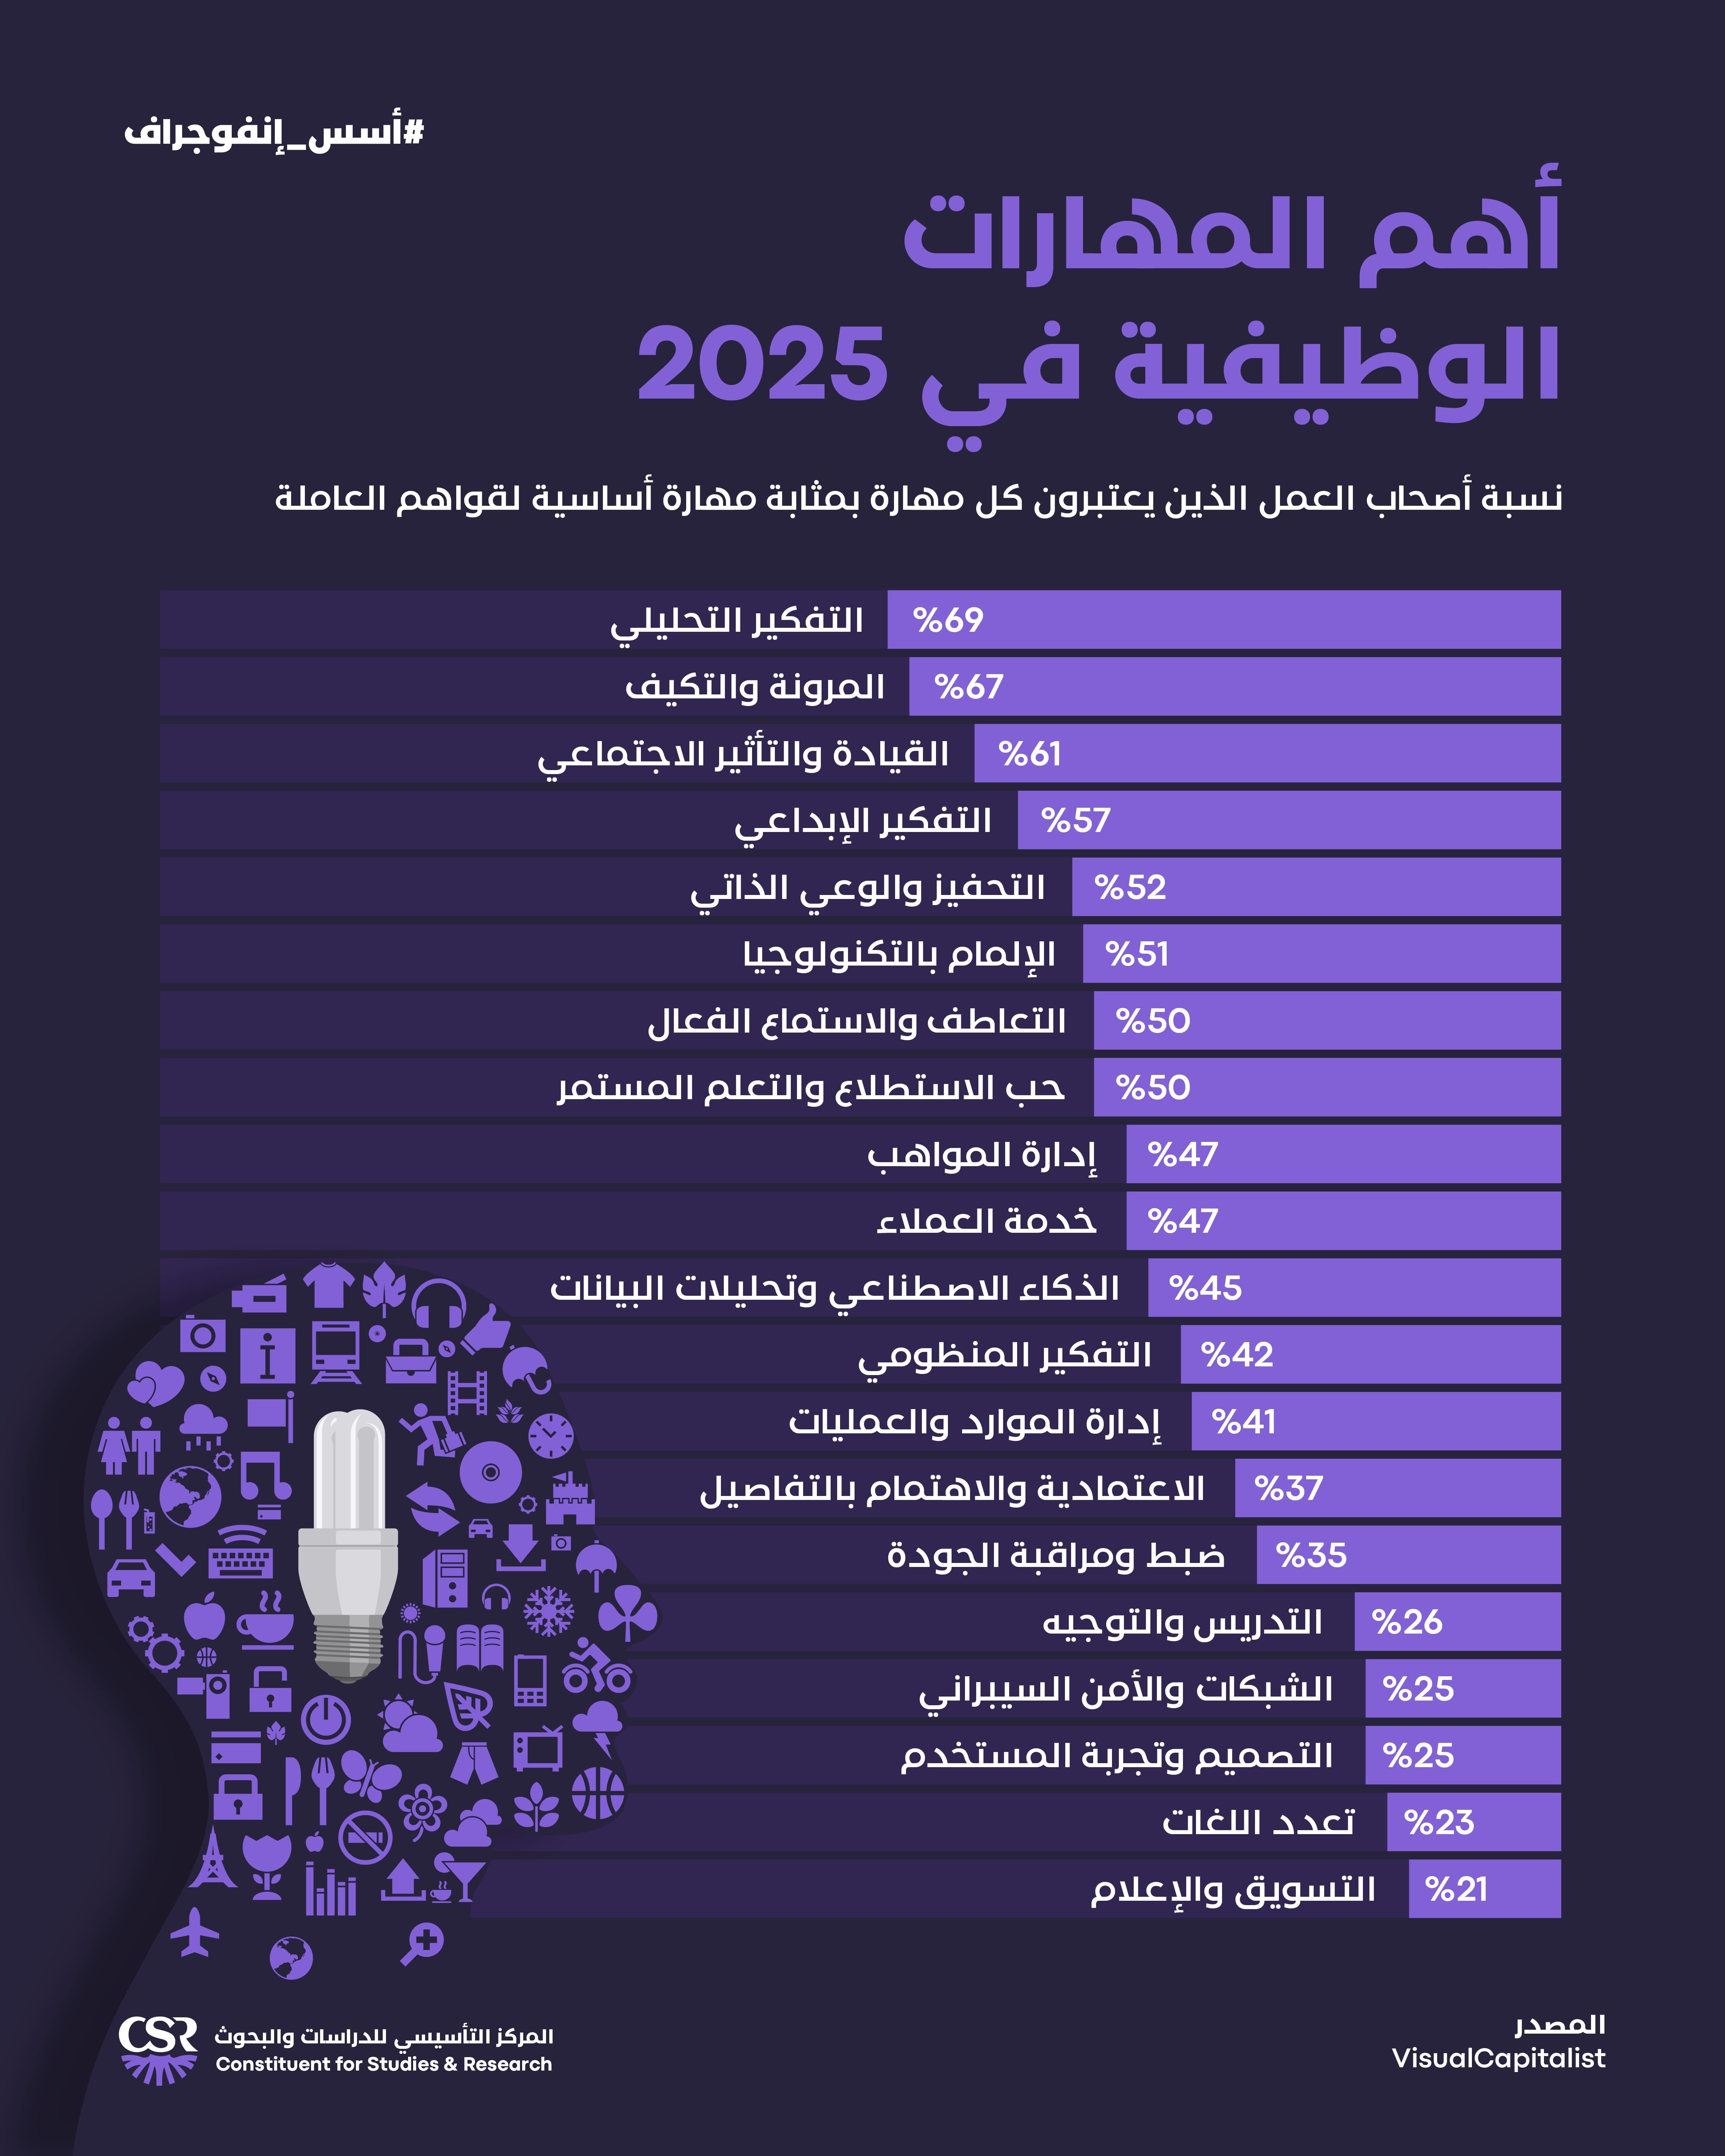 #أسس_إنفوجراف
أهم المهارات
الوظيفية في 2025
نسبة أصحاب العمل الذين يعتبرون كل مهارة بمثابة مهارة أساسية لقواهم العاملة
%69 التفكير التحليلي
%67 المرونة والتكيف
%61 القيادة والتأثير الاجتماعي
%57 التفكير الإبداعي
%52 التحفيز والوعي الذاتي
%51 الإلمام بالتكنولوجيا
%50 التعاطف والاستماع الفعال
%50 حب الاستطلاع والتعلم المستمر
%47 إدارة المواهب
%47 خدمة العملاء
%45 الذكاء الاصطناعي وتحليلات البيانات
%42 التفكير المنظومي
%41 إدارة الموارد والعمليات
%37 الاعتمادية والاهتمام بالتفاصيل
%35 ضبط ومراقبة الجودة
%26 التدريس والتوجيه
%25 الشبكات والأمن السيبراني
%25 التصميم وتجربة المستخدم
%23 تعدد اللغات
%21 التسويق والإعلام
المصدر
VisualCapitalist
CSR
المركز التأسيسي للدراسات والبحوث
Constituent for Studies & Research